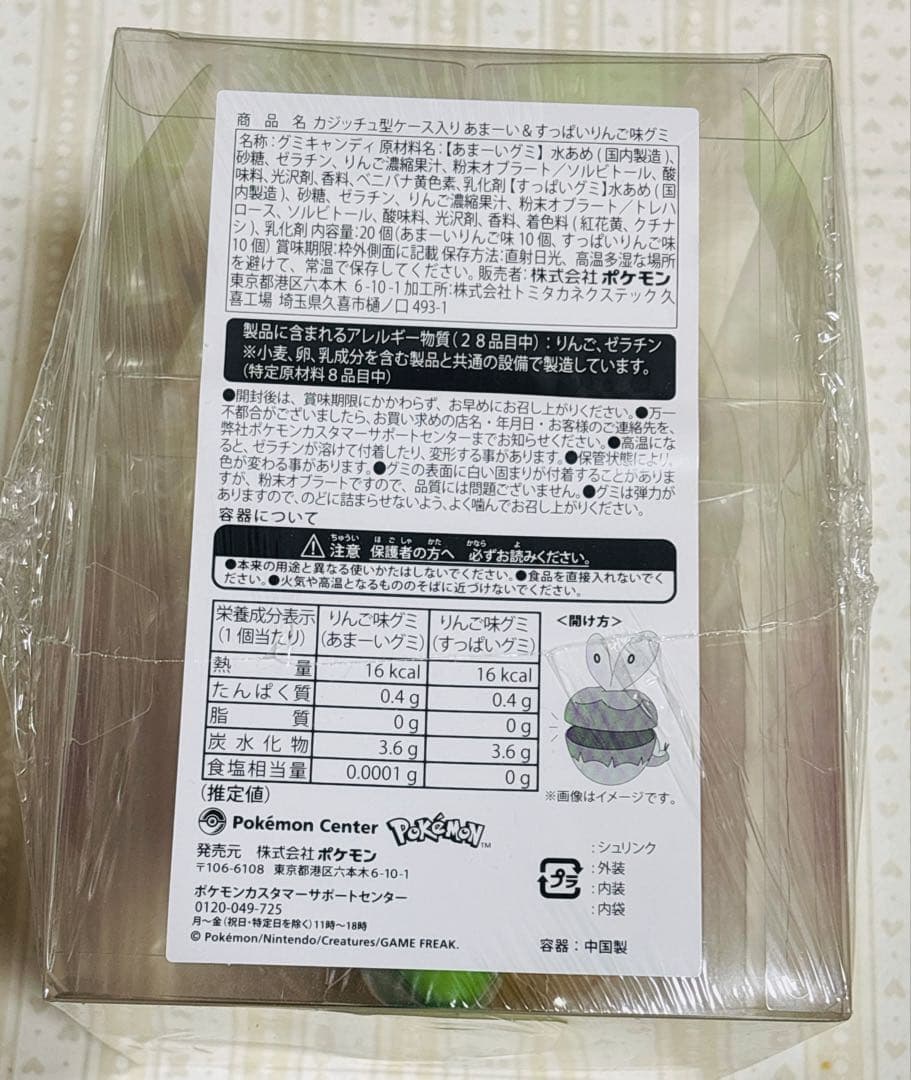 商品名 カジッチュ型ケース入り あまーい＆すっぱいりんご味グミ
名称：グミキャンディ 原材料名：【あまーいグミ】 水あめ（国内製造）、
砂糖、ゼラチン、りんご濃縮果汁、粉末オブラート／ソルビトール、酸
味料、光沢剤、香料、ベニバナ黄色素、乳化剤【すっぱいグミ】水あめ（国
内製造）、砂糖、ゼラチン、りんご濃縮果汁、粉末オブラート／トレハ
ロース、ソルビトール、酸味料、光沢剤、香料、着色料（紅花黄、クチナ
シ）、乳化剤 内容量：20個（あまーいりんご味 10個、すっぱいりんご味
10個） 賞味期限：枠外側面に記載 保存方法：直射日光、高温多湿な場所
を避けて、常温で保存してください。販売者：株式会社ポケモン
東京都港区六本木 6-10-1 加工所：株式会社トミタカネクステック 久
喜工場 埼玉県久喜市樋ノ口 493-1
製品に含まれるアレルギー物質（２８品目中）：りんご、ゼラチン
※小麦、卵、乳成分を含む製品と共通の設備で製造しています。
（特定原材料８品目中）
●開封後は、賞味期限にかかわらず、お早めにお召し上がりください。●万一
不都合がございましたら、お買い求めの店名・年月日・お客様のご連絡先を、
弊社ポケモンカスタマーサポートセンターまでお知らせください。●高温にな
ると、ゼラチンが溶けて付着したり、変形する事があります。●保管状態により、
色が変わる事があります。●グミの表面に白い固まりが付着することがありま
すが、粉末オブラートですので、品質には問題ございません。●グミは弾力が
ありますので、のどに詰まらせないよう、よく噛んでお召し上がりください。
容器について
ちゅうい ほごしゃ かた かなら よ
注意 保護者の方へ 必ずお読みください。
●本来の用途と異なる使いかたはしないでください。●食品を直接入れないでく
ださい。●火気や高温となるもののそばに近づけないでください。
栄養成分表示 りんご味グミ りんご味グミ
（1個当たり） （あまーいグミ） （すっぱいグミ）
熱量 16 kcal 16 kcal
たんぱく質 0.4 g 0.4 g
脂質 0 g 0 g
炭水化物 3.6 g 3.6 g
食塩相当量 0.0001 g 0 g
（推定値）
＜開け方＞
※画像はイメージです。
Pokémon Center POKéMON™
発売元 株式会社ポケモン
〒106-6108 東京都港区六本木6-10-1
ポケモンカスタマーサポートセンター
0120-049-725
月〜金（祝日・特定日を除く）11時〜18時
© Pokémon/Nintendo/Creatures/GAME FREAK.
プラ
：シュリンク
：外装
：内装
：内袋
容器：中国製